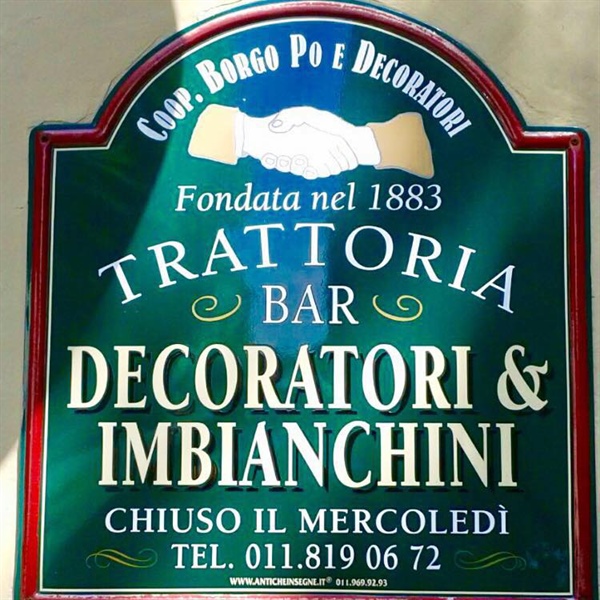 COOP. BORGO PO E DECORATORI
Fondata nel 1883
TRATTORIA
BAR
DECORATORI &
IMBIANCHINI
CHIUSO IL MERCOLEDÌ
TEL. 011.819 06 72
WWW.ANTICHEINSEGNE.IT® 011.969.92.93